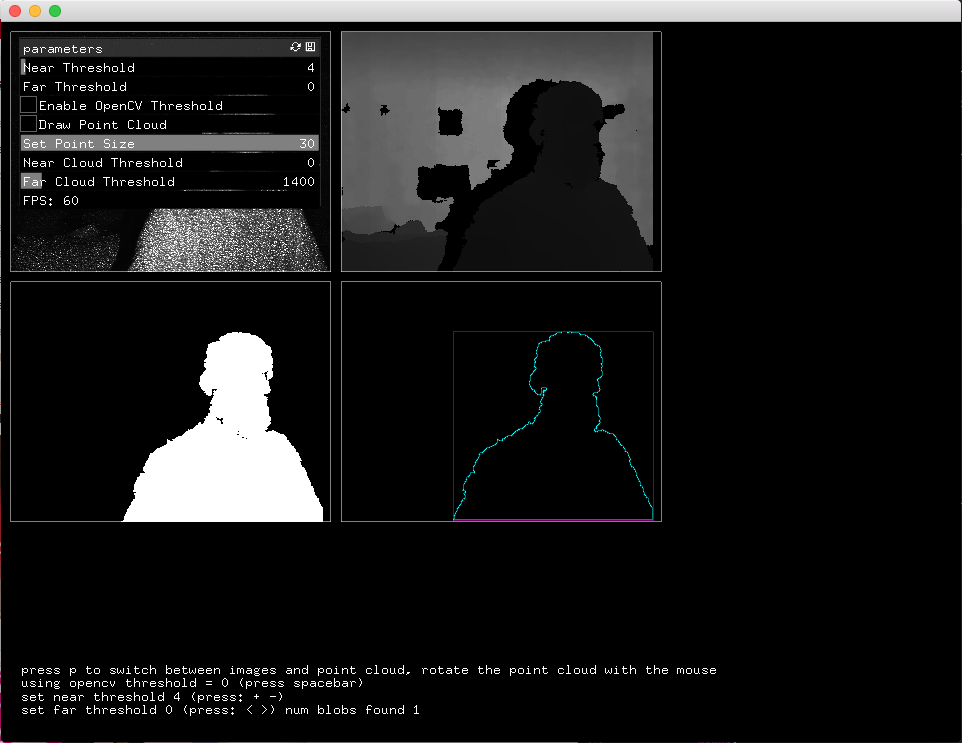 parameters
Near Threshold 4
Far Threshold 0
Enable OpenCV Threshold
Draw Point Cloud
Set Point Size 30
Near Cloud Threshold 0
Far Cloud Threshold 1400
FPS: 60
press p to switch between images and point cloud, rotate the point cloud with the mouse
using opencv threshold = 0 (press spacebar)
set near threshold 4 (press: + -)
set far threshold 0 (press: < >) num blobs found 1